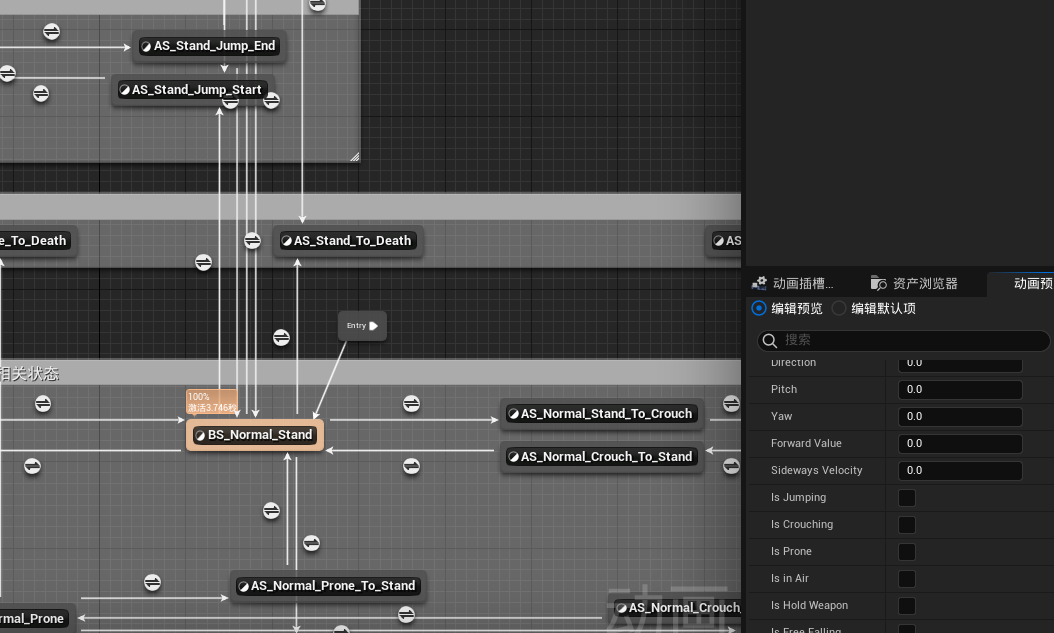 AS_Stand_Jump_End
AS_Stand_Jump_Start
e_To_Death
AS_Stand_To_Death
AS
Entry
相关状态
100%
激活3.746秒
BS_Normal_Stand
AS_Normal_Stand_To_Crouch
AS_Normal_Crouch_To_Stand
AS_Normal_Prone_To_Stand
rmal_Prone
AS_Normal_Crouch_
动画
动画插槽...
资产浏览器
动画预
编辑预览
编辑默认项
搜索
Direction
0.0
Pitch
0.0
Yaw
0.0
Forward Value
0.0
Sideways Velocity
0.0
Is Jumping
Is Crouching
Is Prone
Is in Air
Is Hold Weapon
Is Free Falling